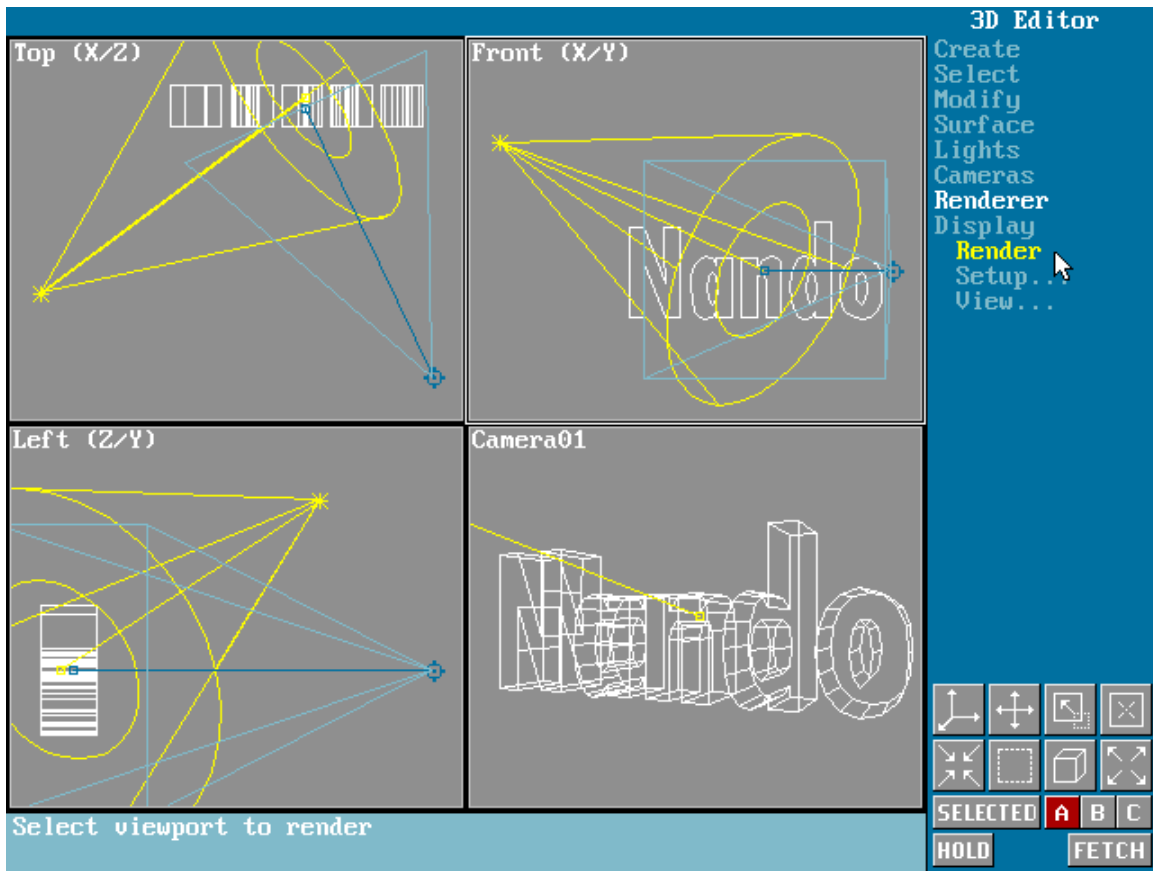 3D Editor
Top (X/Z)
Front (X/Y)
Create
Select
Modify
Surface
Lights
Cameras
Renderer
Display
Render
Setup...
View...
Nando
Left (Z/Y)
Camera01
Nando
SELECTED A B C
HOLD FETCH
Select viewport to render